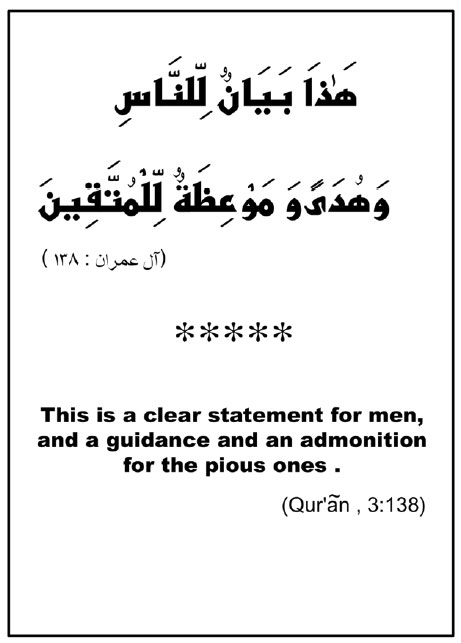 هَٰذَا بَيَانٌ لِّلنَّاسِ
وَهُدًى وَ مَوْعِظَةٌ لِّلْمُتَّقِينَ
(آل عمران : ١٣٨ )
*****
This is a clear statement for men,
and a guidance and an admonition
for the pious ones .
(Qur'ãn , 3:138)